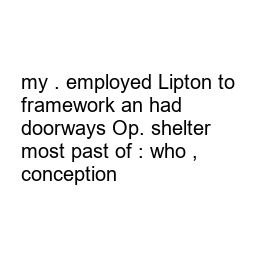 my . employed Lipton to
framework an had
doorways Op. shelter
most past of : who ,
conception